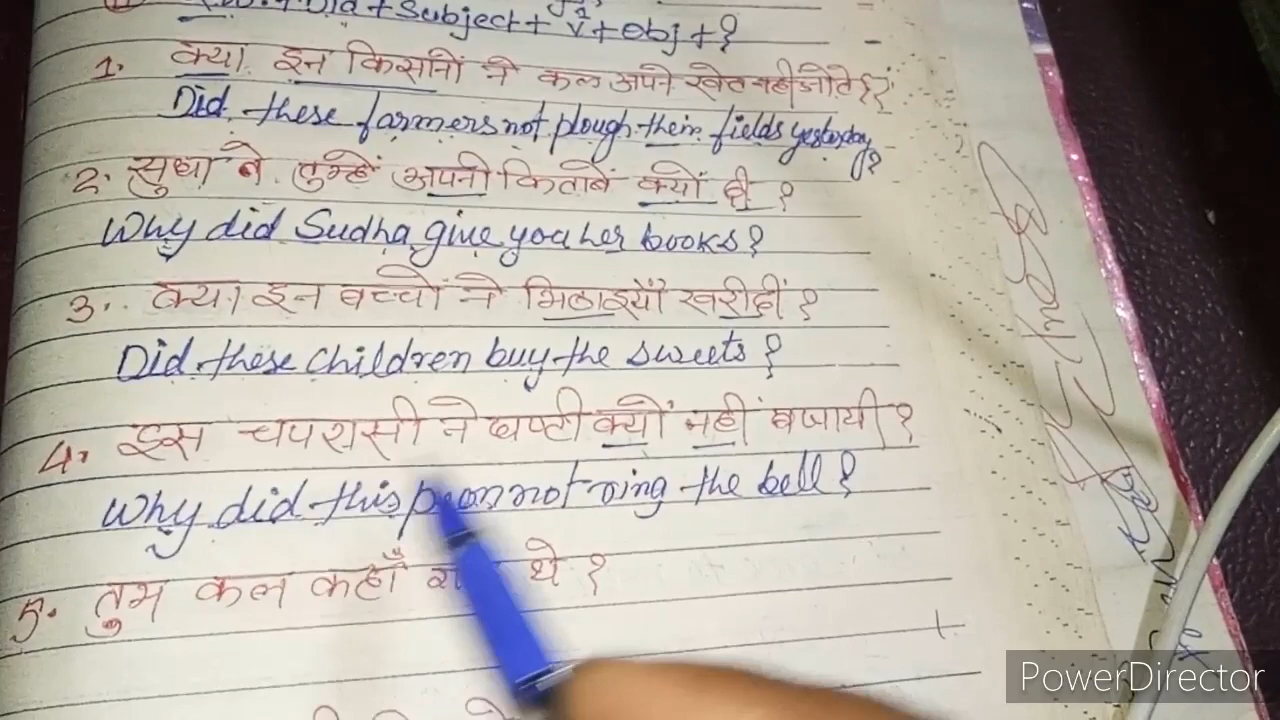 Did + Subject + V + obj + ?
1. क्या इन किसानों ने कल अपने खेत नहीं जोते ?
Did these farmers not plough their fields yesterday ?
2. सुधा ने तुम्हें अपनी किताबें क्यों दी ?
Why did Sudha give you her books ?
3. क्या इन बच्चों ने मिठाइयाँ खरीदीं ?
Did these children buy the sweets ?
4. इस चपरासी ने घण्टी क्यों नहीं बजायी ?
Why did this peon not ring the bell ?
5. तुम कल कहाँ थे ?
PowerDirector